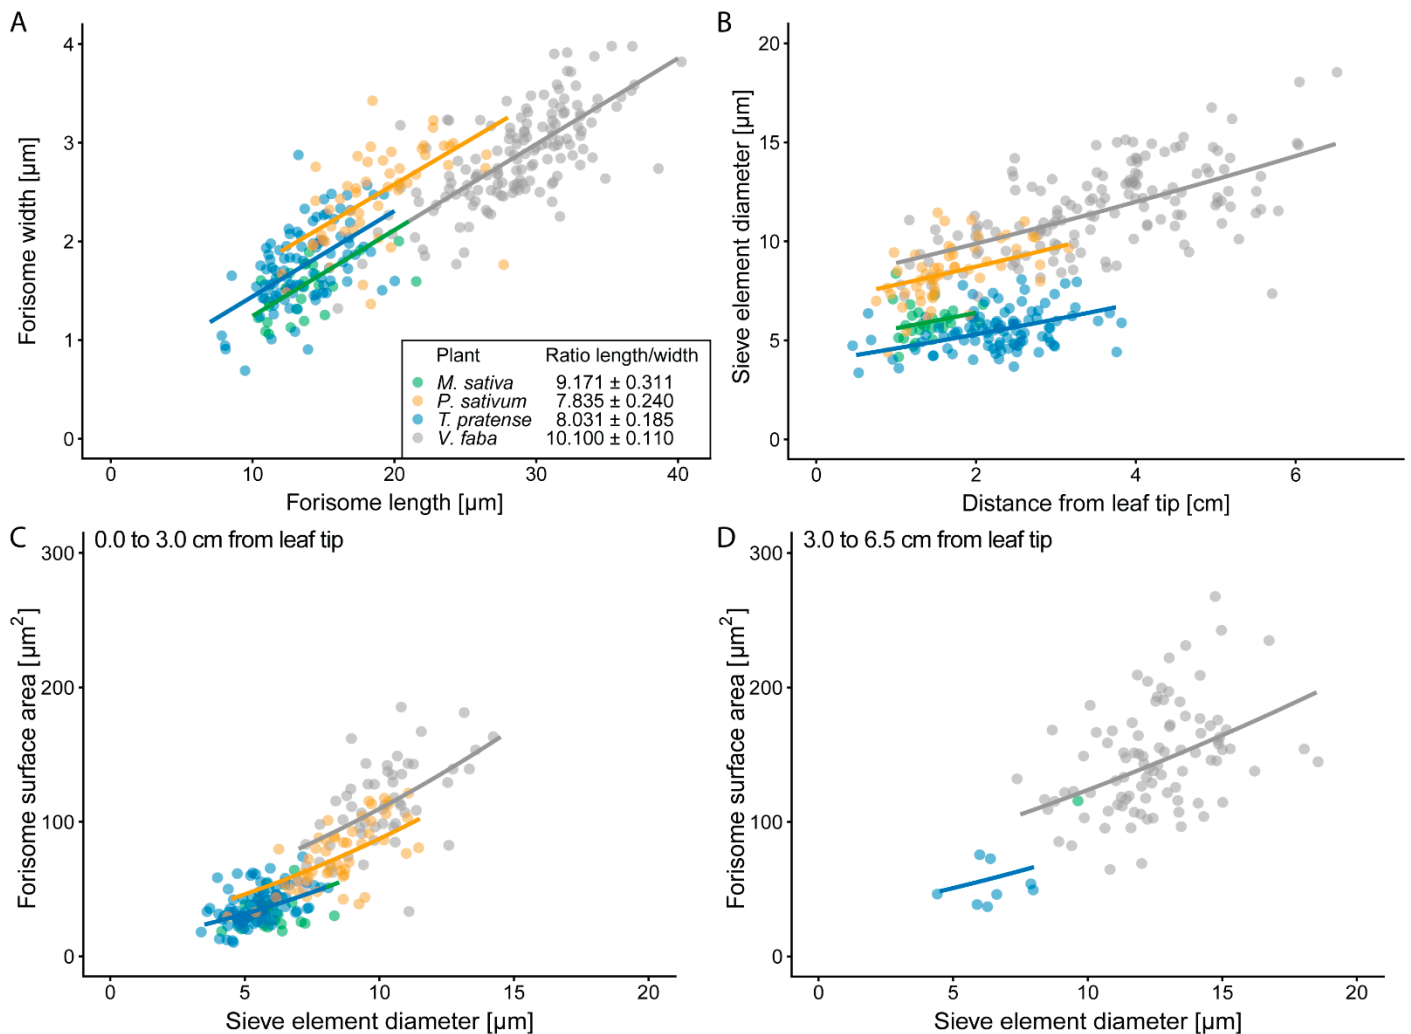 A
4
3
2
1
0
Forisome width [µm]
Plant Ratio length/width
M. sativa 9.171 ± 0.311
P. sativum 7.835 ± 0.240
T. pratense 8.031 ± 0.185
V. faba 10.100 ± 0.110
0 10 20 30 40
Forisome length [µm]
B
20
15
10
5
0
Sieve element diameter [µm]
0 2 4 6
Distance from leaf tip [cm]
C 0.0 to 3.0 cm from leaf tip
300
200
100
0
Forisome surface area [µm²]
0 5 10 15 20
Sieve element diameter [µm]
D 3.0 to 6.5 cm from leaf tip
300
200
100
0
Forisome surface area [µm²]
0 5 10 15 20
Sieve element diameter [µm]